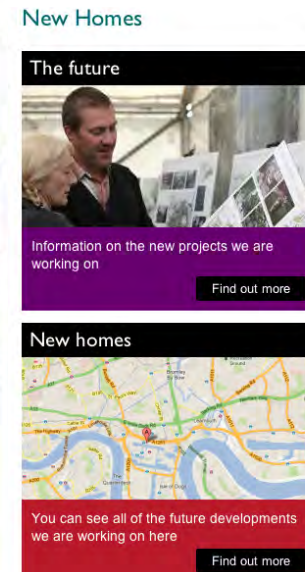 New Homes
The future
Information on the new projects we are
working on
Find out more
New homes
You can see all of the future developments
we are working on here
Find out more